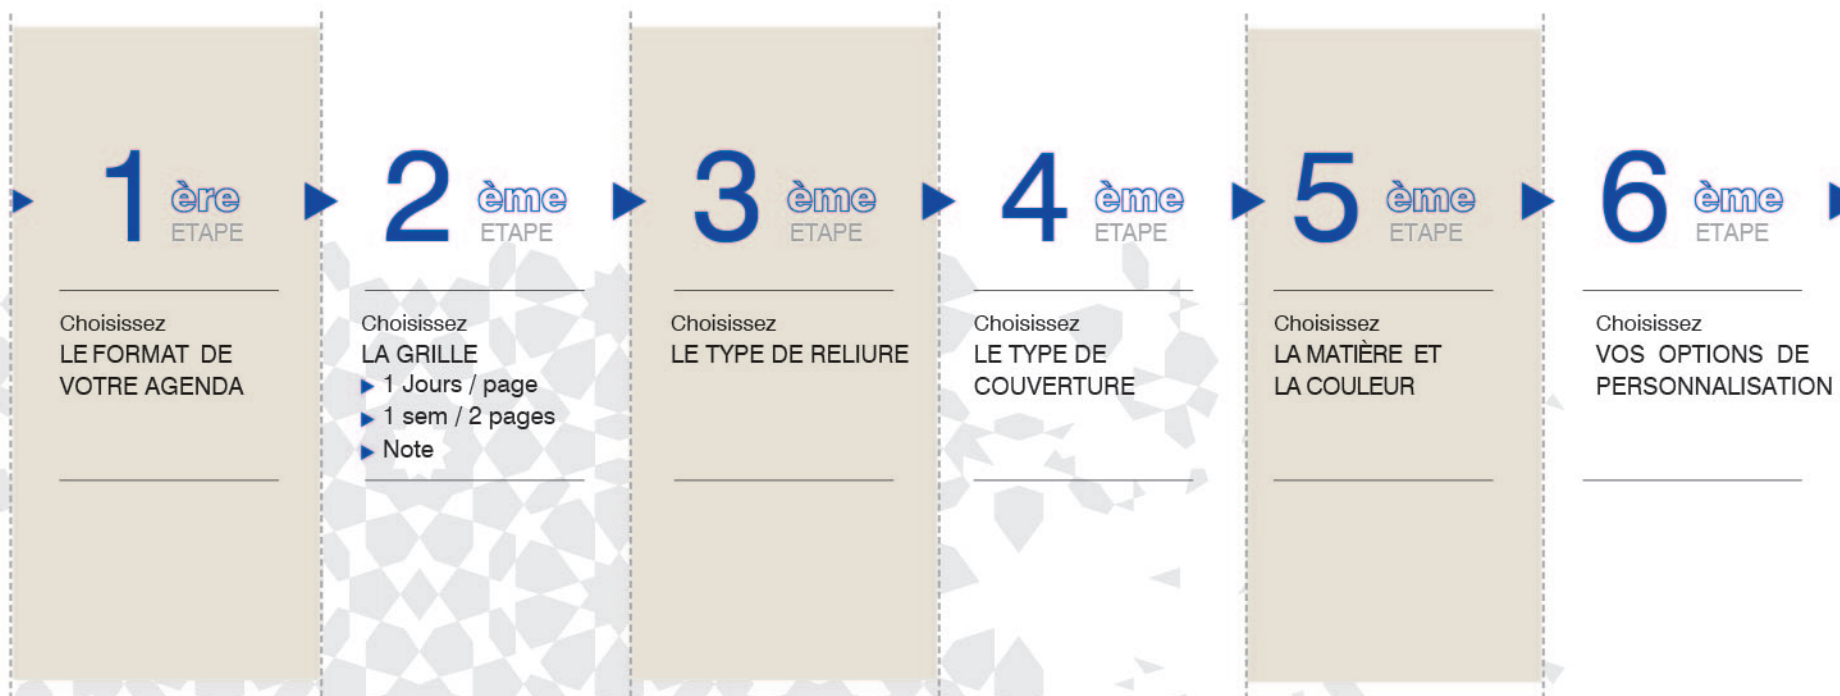 1 ère
ETAPE
Choisissez
LE FORMAT DE
VOTRE AGENDA
2 ème
ETAPE
Choisissez
LA GRILLE
1 Jours / page
1 sem / 2 pages
Note
3 ème
ETAPE
Choisissez
LE TYPE DE RELIURE
4 ème
ETAPE
Choisissez
LE TYPE DE
COUVERTURE
5 ème
ETAPE
Choisissez
LA MATIÈRE ET
LA COULEUR
6 ème
ETAPE
Choisissez
VOS OPTIONS DE
PERSONNALISATION